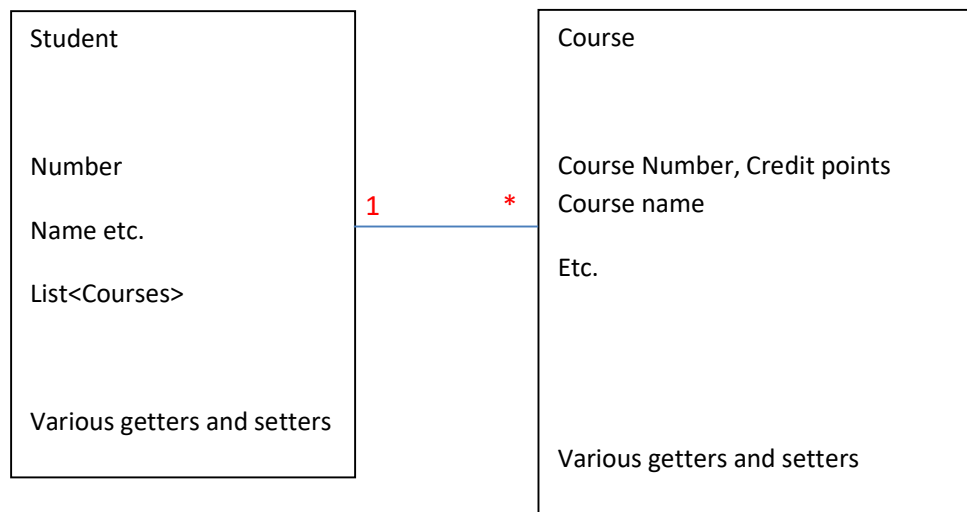 Student
Number
Name etc.
List<Courses>
Various getters and setters
1
*
Course
Course Number, Credit points
Course name
Etc.
Various getters and setters